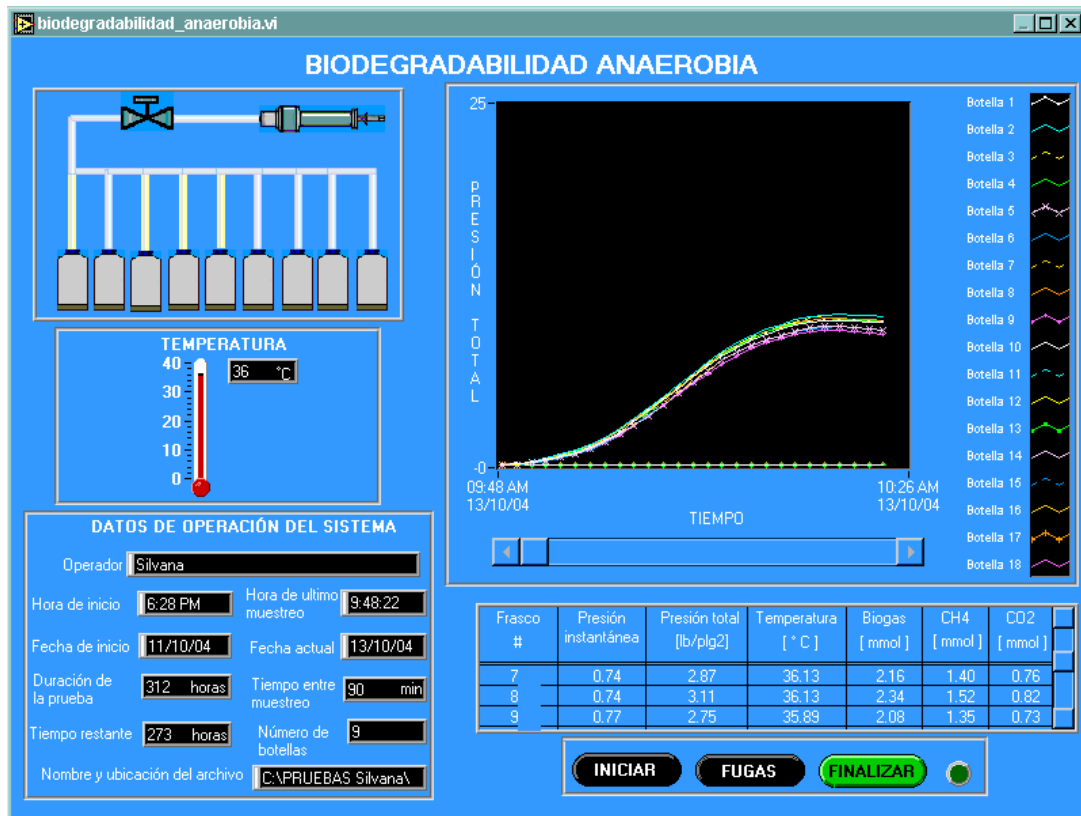 biodegradabilidad_anaerobia.vi
BIODEGRADABILIDAD ANAEROBIA
TEMPERATURA
40
30
20
10
0
36 °C
DATOS DE OPERACIÓN DEL SISTEMA
Operador Silvana
Hora de inicio 6:28 PM
Hora de ultimo muestreo 9:48:22
Fecha de inicio 11/10/04
Fecha actual 13/10/04
Duración de la prueba 312 horas
Tiempo entre muestreo 90 min
Tiempo restante 273 horas
Número de botellas 9
Nombre y ubicación del archivo C:\PRUEBAS Silvana\
25
PRESIÓN TOTAL
-0
09:48 AM
13/10/04
10:26 AM
13/10/04
TIEMPO
Botella 1
Botella 2
Botella 3
Botella 4
Botella 5
Botella 6
Botella 7
Botella 8
Botella 9
Botella 10
Botella 11
Botella 12
Botella 13
Botella 14
Botella 15
Botella 16
Botella 17
Botella 18
Frasco # Presión instantánea Presión total [lb/plg2] Temperatura [ ° C ] Biogas [ mmol ] CH4 [ mmol ] CO2 [ mmol ]
7 0.74 2.87 36.13 2.16 1.40 0.76
8 0.74 3.11 36.13 2.34 1.52 0.82
9 0.77 2.75 35.89 2.08 1.35 0.73
INICIAR FUGAS FINALIZAR